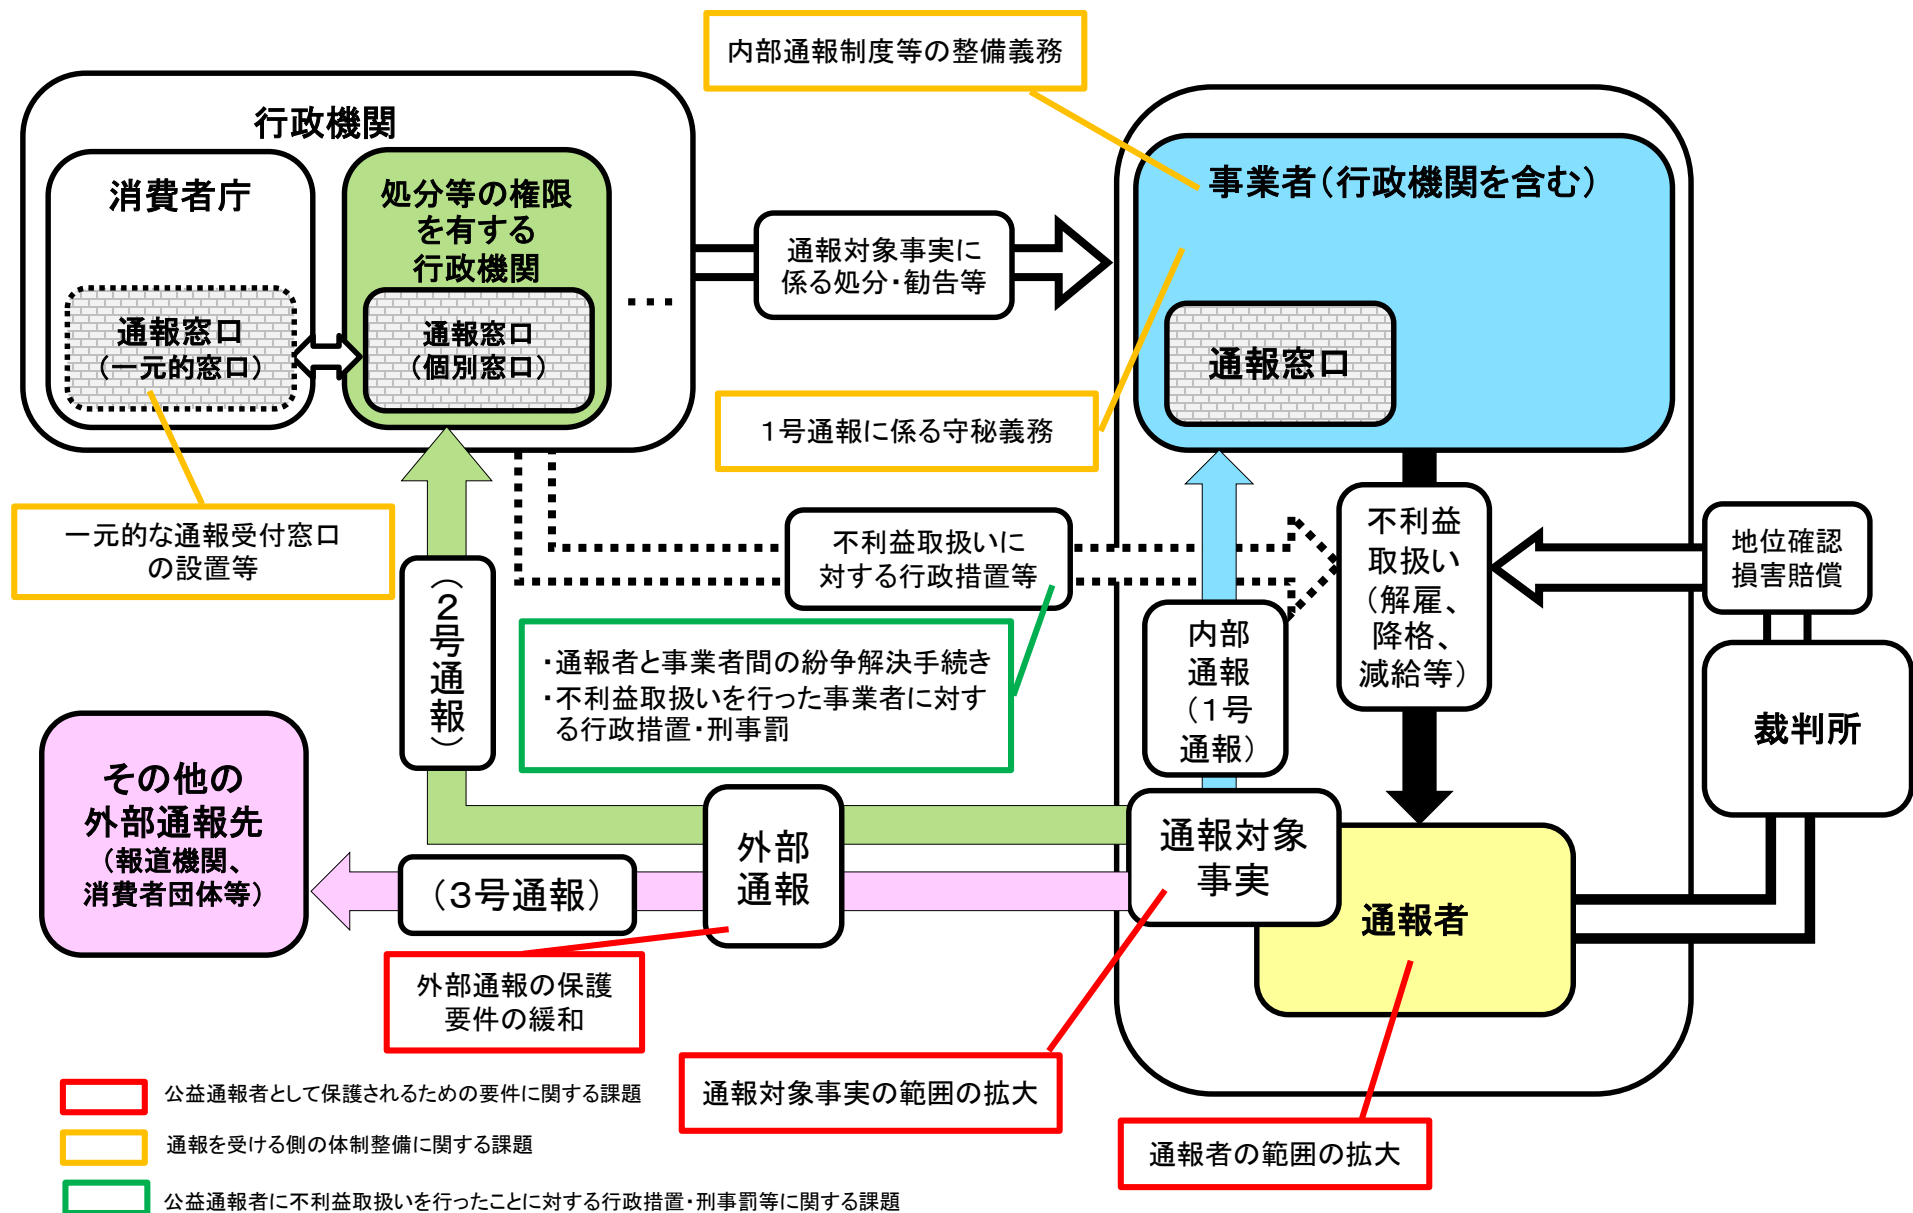 内部通報制度等の整備義務
行政機関
消費者庁
処分等の権限
を有する
行政機関
通報窓口
（一元的窓口）
通報窓口
（個別窓口）
・・・
通報対象事実に
係る処分・勧告等
事業者（行政機関を含む）
通報窓口
１号通報に係る守秘義務
一元的な通報受付窓口
の設置等
（２号通報）
不利益取扱いに
対する行政措置等
・通報者と事業者間の紛争解決手続き
・不利益取扱いを行った事業者に対す
る行政措置・刑事罰
内部
通報
（１号
通報）
不利益
取扱い
（解雇、
降格、
減給等）
地位確認
損害賠償
裁判所
その他の
外部通報先
（報道機関、
消費者団体等）
（３号通報）
外部
通報
通報対象
事実
通報者
外部通報の保護
要件の緩和
通報対象事実の範囲の拡大
通報者の範囲の拡大
公益通報者として保護されるための要件に関する課題
通報を受ける側の体制整備に関する課題
公益通報者に不利益取扱いを行ったことに対する行政措置・刑事罰等に関する課題